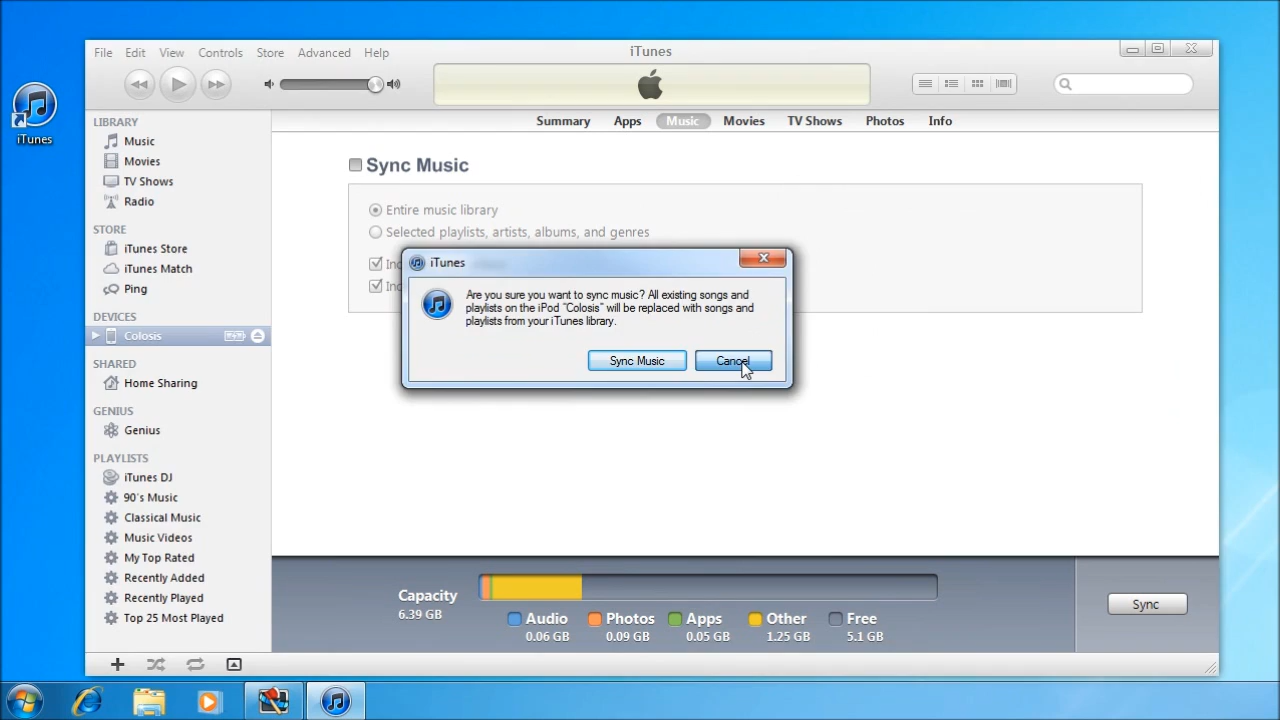 File Edit View Controls Store Advanced Help
iTunes
iTunes
LIBRARY
Music
Movies
TV Shows
Radio
STORE
iTunes Store
iTunes Match
Ping
DEVICES
Colosis
SHARED
Home Sharing
GENIUS
Genius
PLAYLISTS
iTunes DJ
90's Music
Classical Music
Music Videos
My Top Rated
Recently Added
Recently Played
Top 25 Most Played
Summary Apps Music Movies TV Shows Photos Info
Sync Music
Entire music library
Selected playlists, artists, albums, and genres
iTunes
Are you sure you want to sync music? All existing songs and
playlists on the iPod "Colosis" will be replaced with songs and
playlists from your iTunes library.
Sync Music Cancel
Capacity
6.39 GB
Audio Photos Apps Other Free
0.06 GB 0.09 GB 0.05 GB 1.25 GB 5.1 GB
Sync